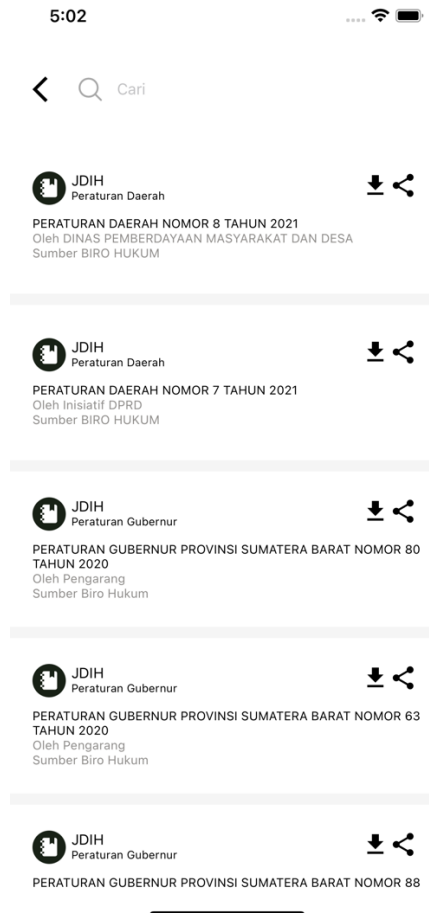 5:02
Cari
JDIH
Peraturan Daerah
PERATURAN DAERAH NOMOR 8 TAHUN 2021
Oleh DINAS PEMBERDAYAAN MASYARAKAT DAN DESA
Sumber BIRO HUKUM
JDIH
Peraturan Daerah
PERATURAN DAERAH NOMOR 7 TAHUN 2021
Oleh Inisiatif DPRD
Sumber BIRO HUKUM
JDIH
Peraturan Gubernur
PERATURAN GUBERNUR PROVINSI SUMATERA BARAT NOMOR 80
TAHUN 2020
Oleh Pengarang
Sumber Biro Hukum
JDIH
Peraturan Gubernur
PERATURAN GUBERNUR PROVINSI SUMATERA BARAT NOMOR 63
TAHUN 2020
Oleh Pengarang
Sumber Biro Hukum
JDIH
Peraturan Gubernur
PERATURAN GUBERNUR PROVINSI SUMATERA BARAT NOMOR 88